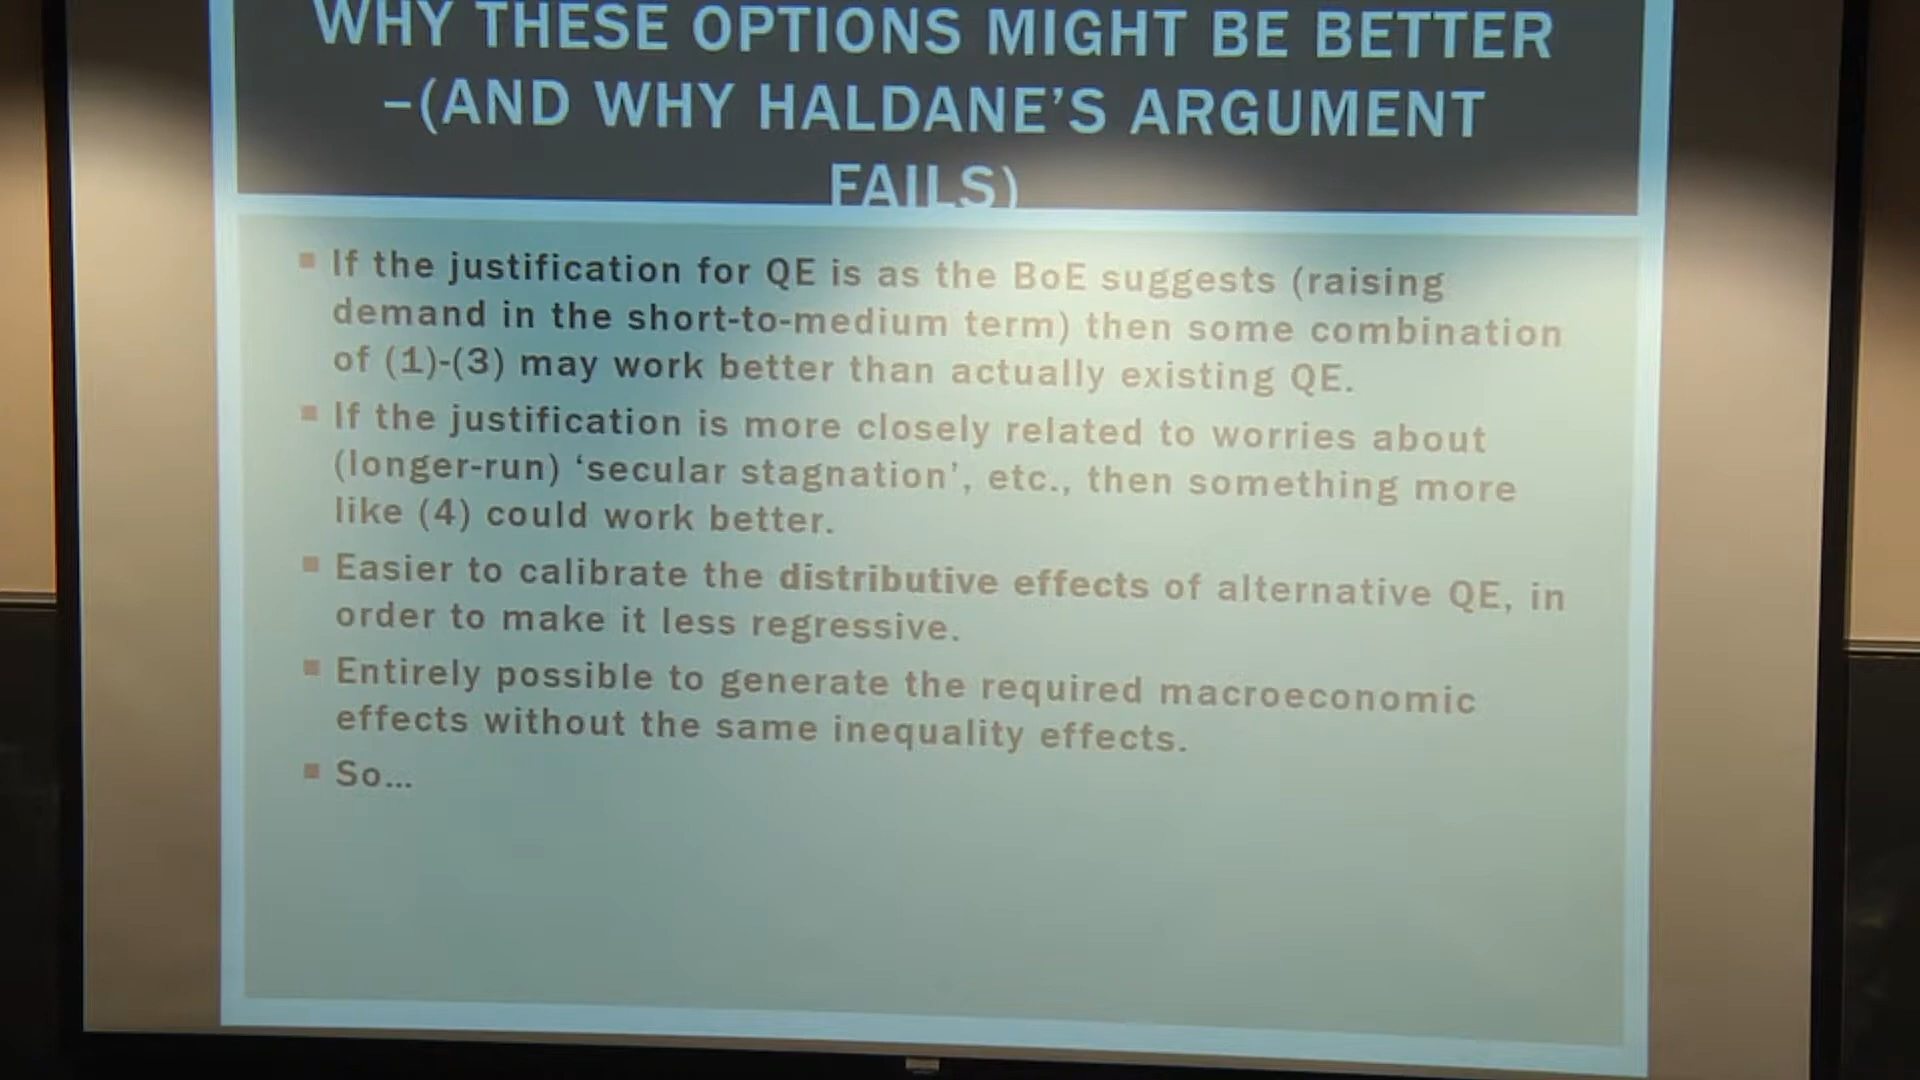 WHY THESE OPTIONS MIGHT BE BETTER
–(AND WHY HALDANE'S ARGUMENT
FAILS)
▪ If the justification for QE is as the BoE suggests (raising
demand in the short-to-medium term) then some combination
of (1)-(3) may work better than actually existing QE.
▪ If the justification is more closely related to worries about
(longer-run) 'secular stagnation', etc., then something more
like (4) could work better.
▪ Easier to calibrate the distributive effects of alternative QE, in
order to make it less regressive.
▪ Entirely possible to generate the required macroeconomic
effects without the same inequality effects.
▪ So…